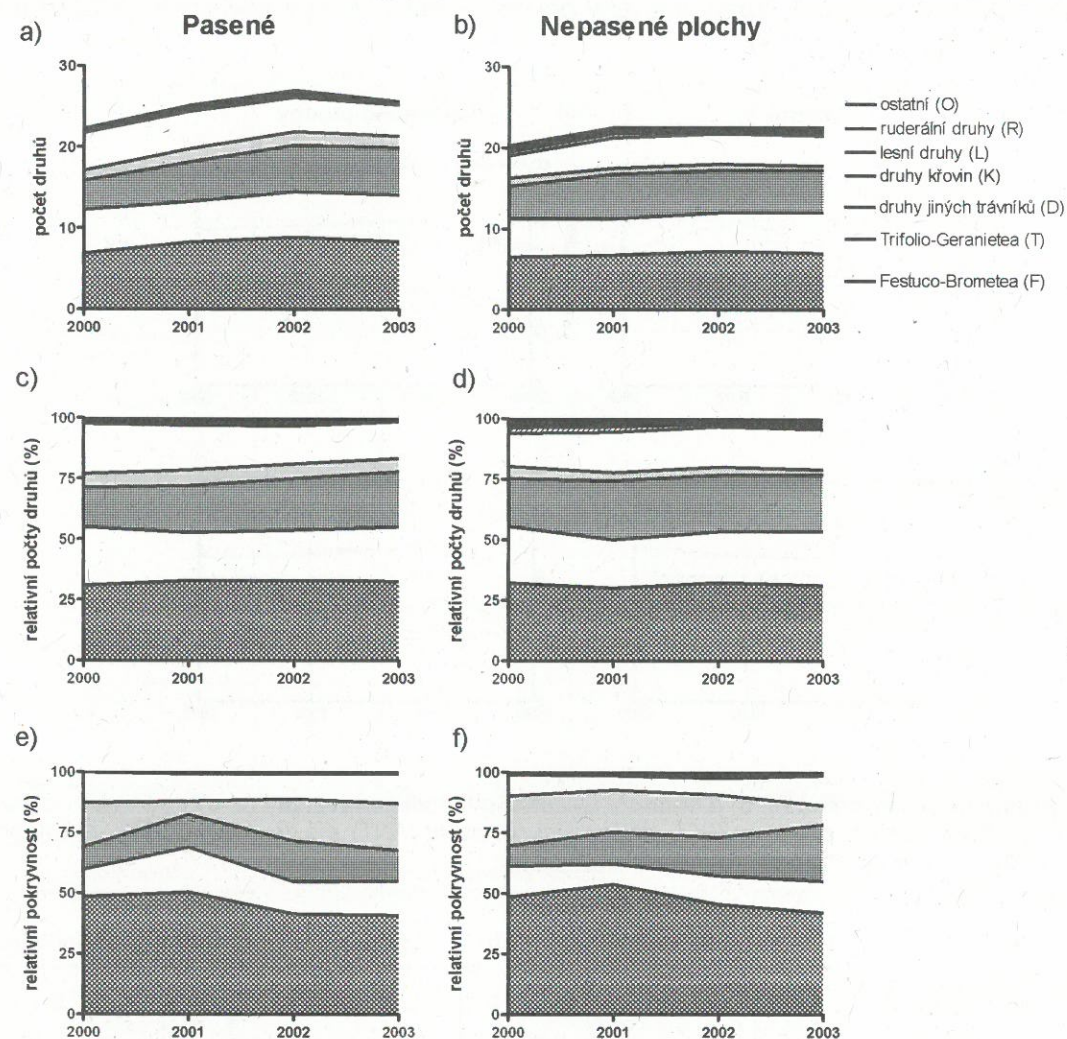 Pasené
Nepasené plochy
a)
počet druhů
30
20
10
0
2000 2001 2002 2003
b)
počet druhů
30
20
10
0
2000 2001 2002 2003
ostatní (O)
ruderální druhy (R)
lesní druhy (L)
druhy křovin (K)
druhy jiných trávníků (D)
Trifolio-Geranietea (T)
Festuco-Brometea (F)
c)
relativní počty druhů (%)
100
75
50
25
0
2000 2001 2002 2003
d)
relativní počty druhů (%)
100
75
50
25
0
2000 2001 2002 2003
e)
relativní pokryvnost (%)
100
75
50
25
0
2000 2001 2002 2003
f)
relativní pokryvnost (%)
100
75
50
25
0
2000 2001 2002 2003